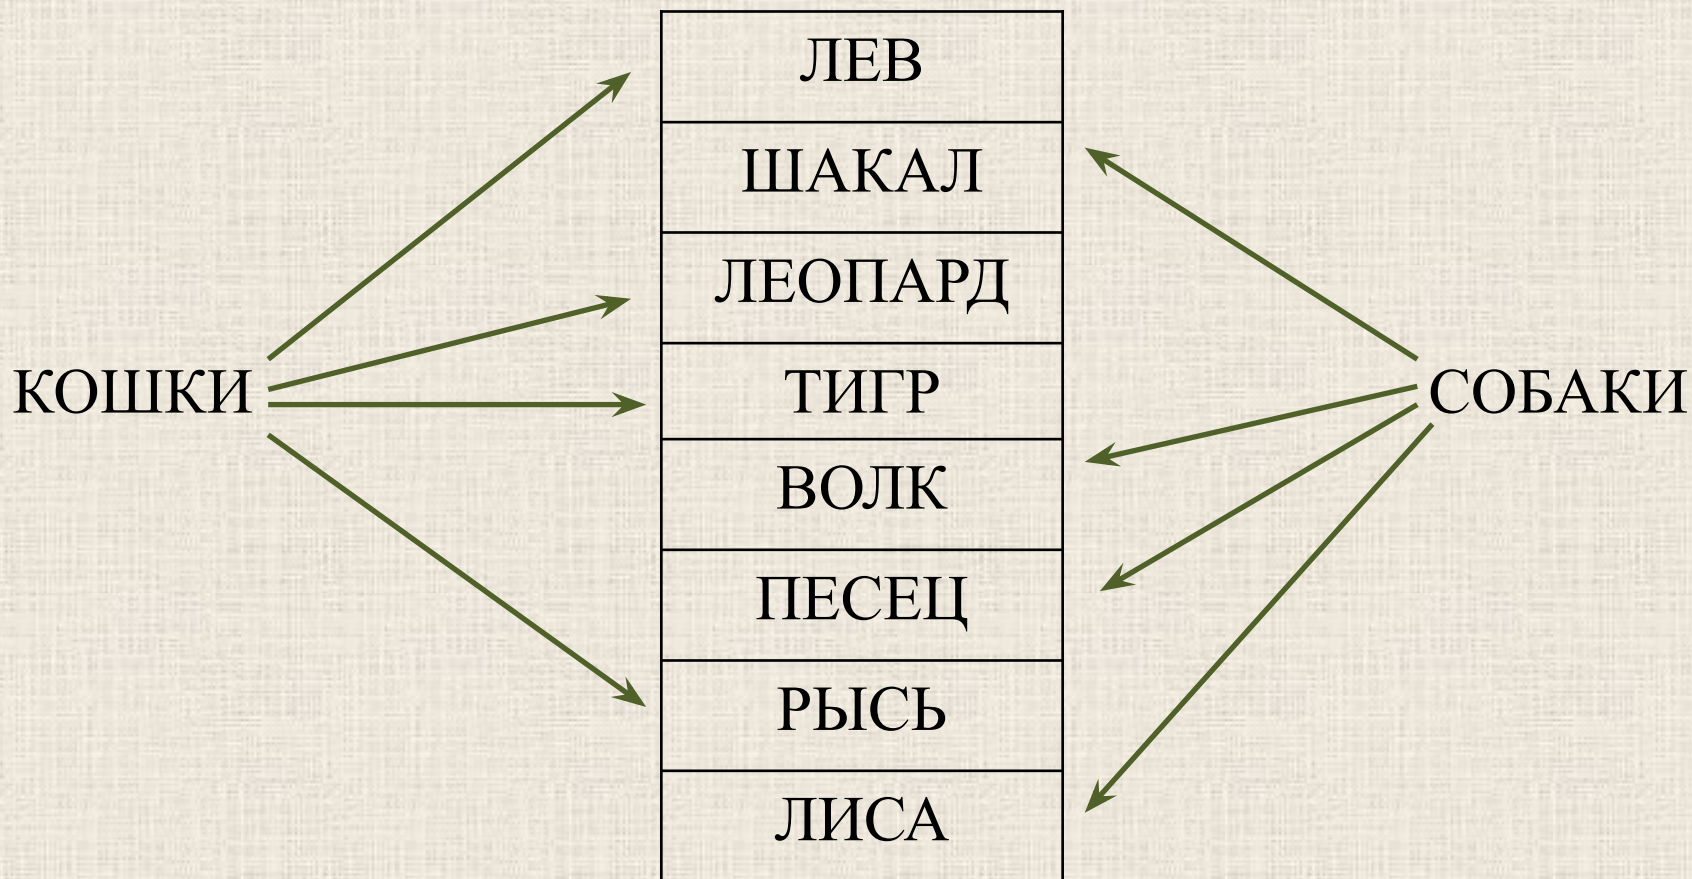 ЛЕВ
ШАКАЛ
ЛЕОПАРД
КОШКИ
ТИГР
СОБАКИ
ВОЛК
ПЕСЕЦ
РЫСЬ
ЛИСА